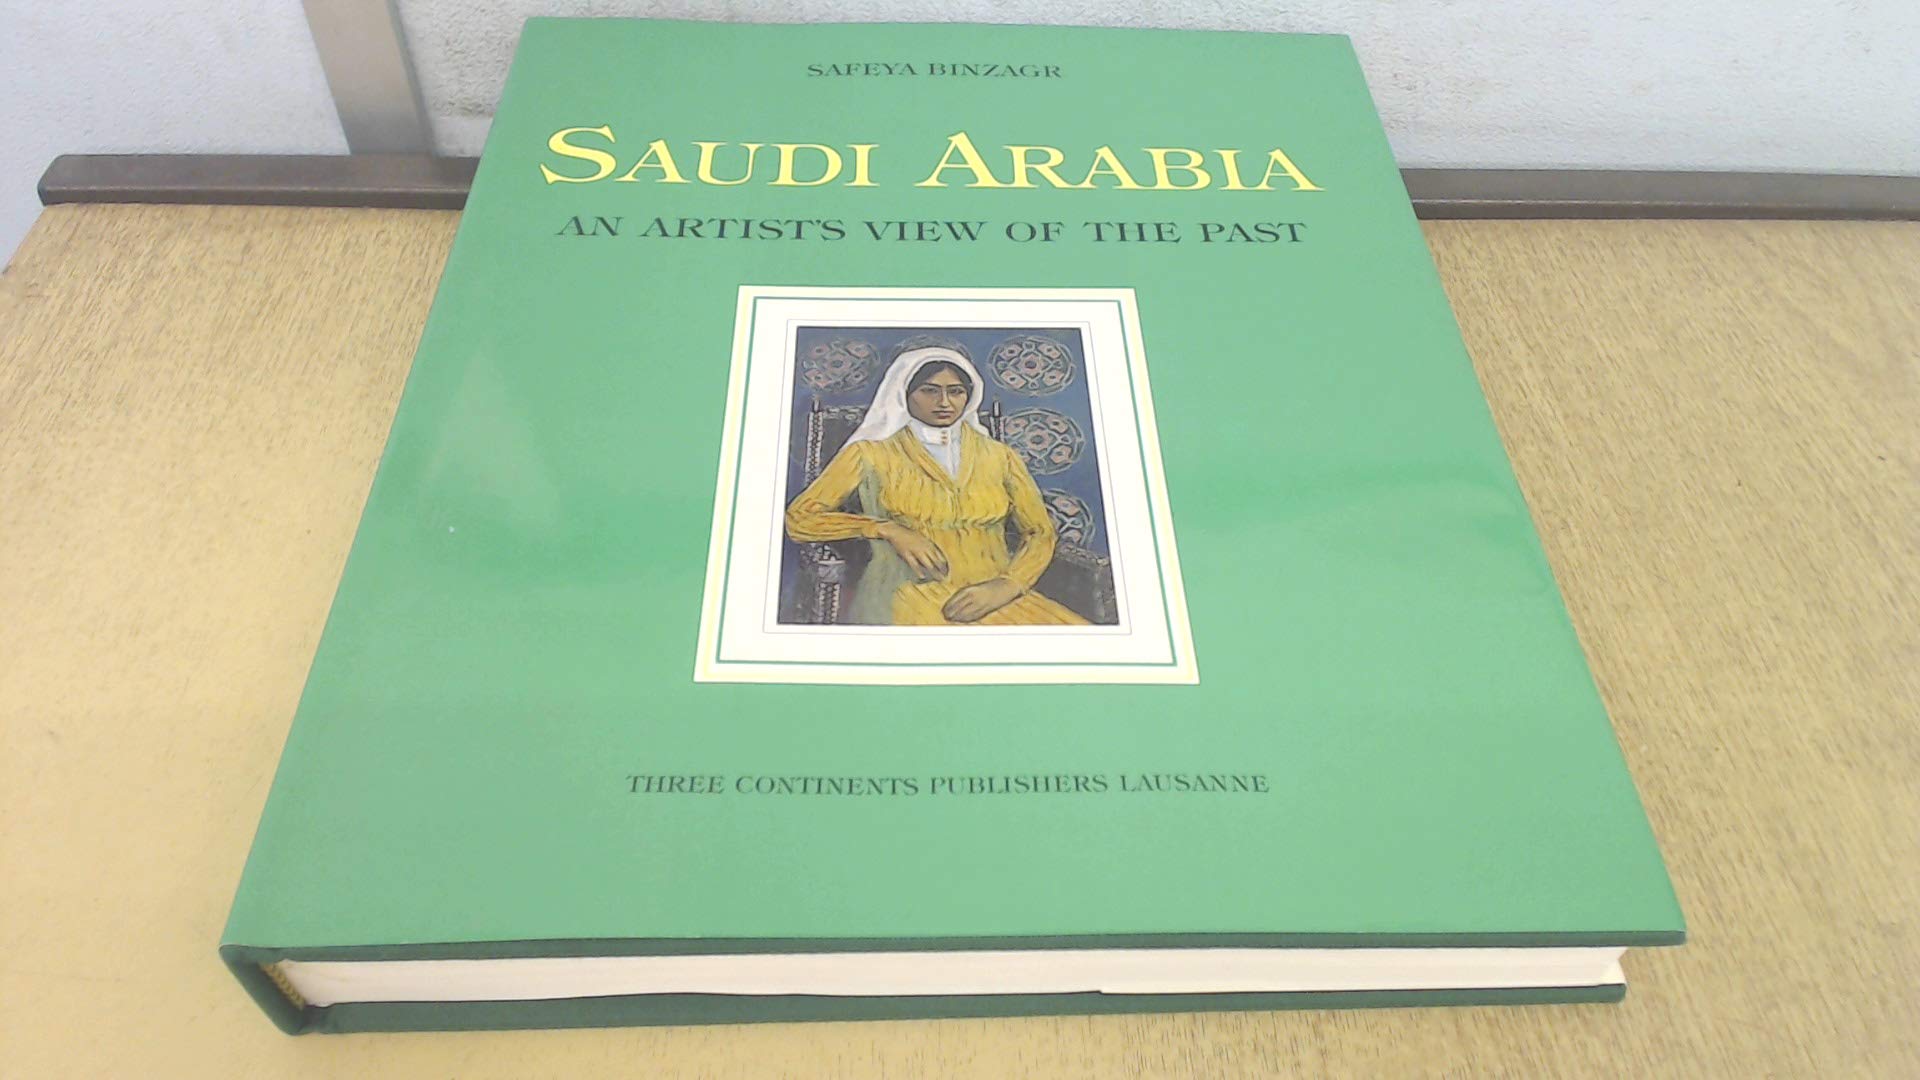 SAFEYA BINZAGR
SAUDI ARABIA
AN ARTIST'S VIEW OF THE PAST
THREE CONTINENTS PUBLISHERS LAUSANNE